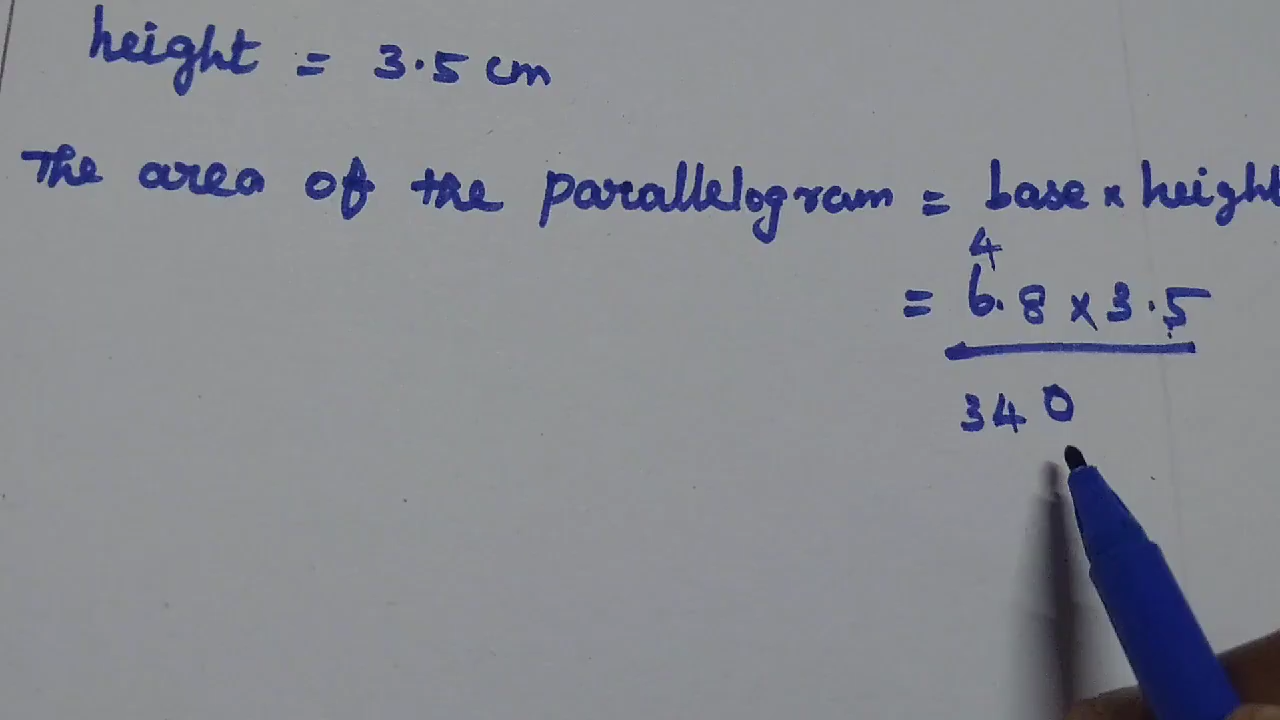 height = 3.5 cm
The area of the parallelogram = base × height
4
= 6.8 × 3.5
340